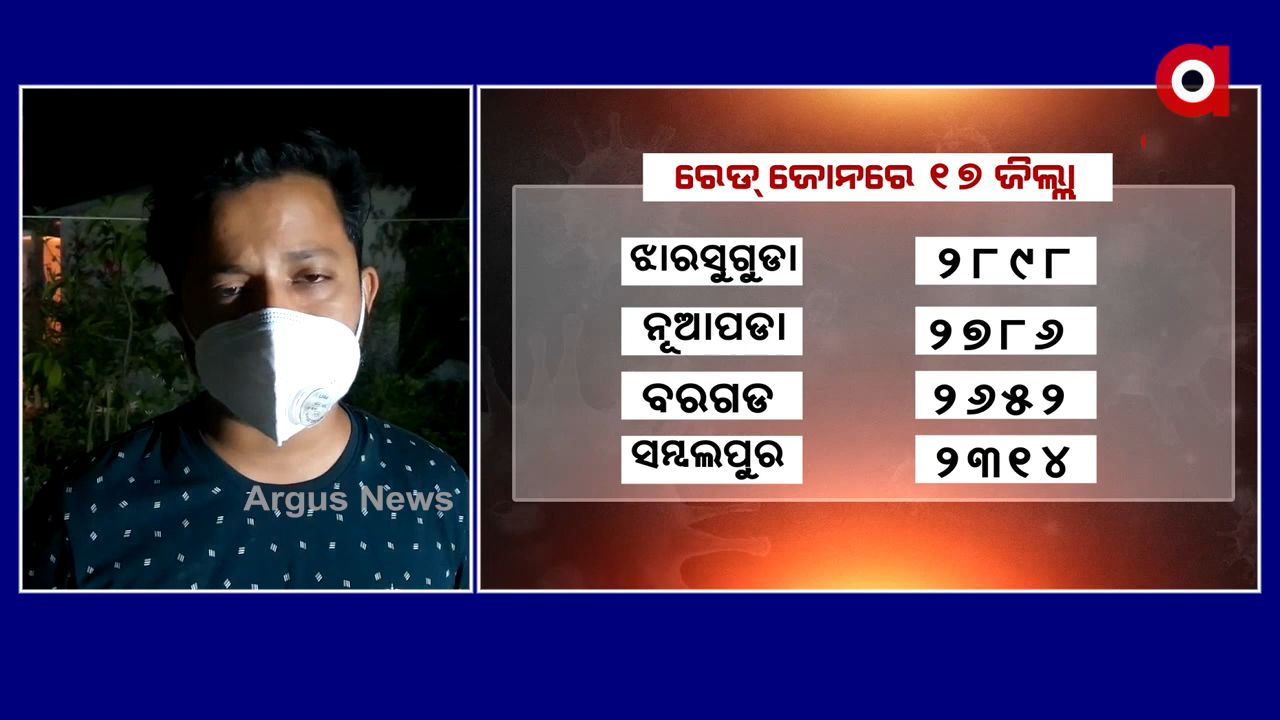 ରେଡ୍ ଜୋନରେ ୧୭ ଜିଲ୍ଲା
ଝାରସୁଗୁଡା ୨୮୯୮
ନୂଆପଡା ୨୭୮୬
ବରଗଡ ୨୬୫୨
ସମ୍ବଲପୁର ୨୩୧୪
Argus News